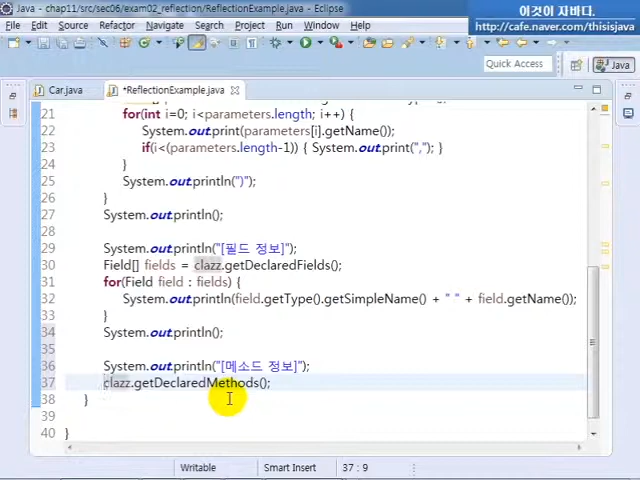 Java - chap11/src/sec06/exam02_reflection/ReflectionExample.java - Eclipse
이것이 자바다.
http://cafe.naver.com/thisisjava
File Edit Source Refactor Navigate Search Project Run Window Help
Quick Access
Java
Car.java *ReflectionExample.java
21 for(int i=0; i<parameters.length; i++) {
22 System.out.print(parameters[i].getName());
23 if(i<(parameters.length-1)) { System.out.print(","); }
24 }
25 System.out.println(")");
26 }
27 System.out.println();
28
29 System.out.println("[필드 정보]");
30 Field[] fields = clazz.getDeclaredFields();
31 for(Field field : fields) {
32 System.out.println(field.getType().getSimpleName() + " " + field.getName());
33 }
34 System.out.println();
35
36 System.out.println("[메소드 정보]");
37 clazz.getDeclaredMethods();
38 }
39
40 }
Writable Smart Insert 37 : 9